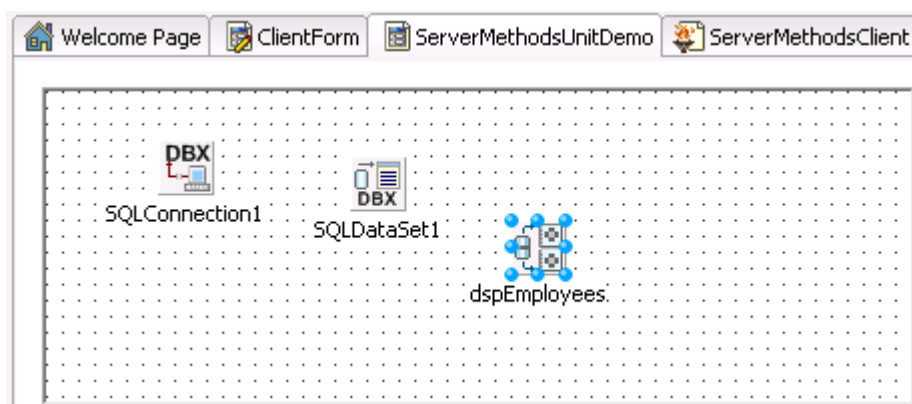 Welcome Page
ClientForm
ServerMethodsUnitDemo
ServerMethodsClient
DBX
SQLConnection1
DBX
SQLDataSet1
dspEmployees